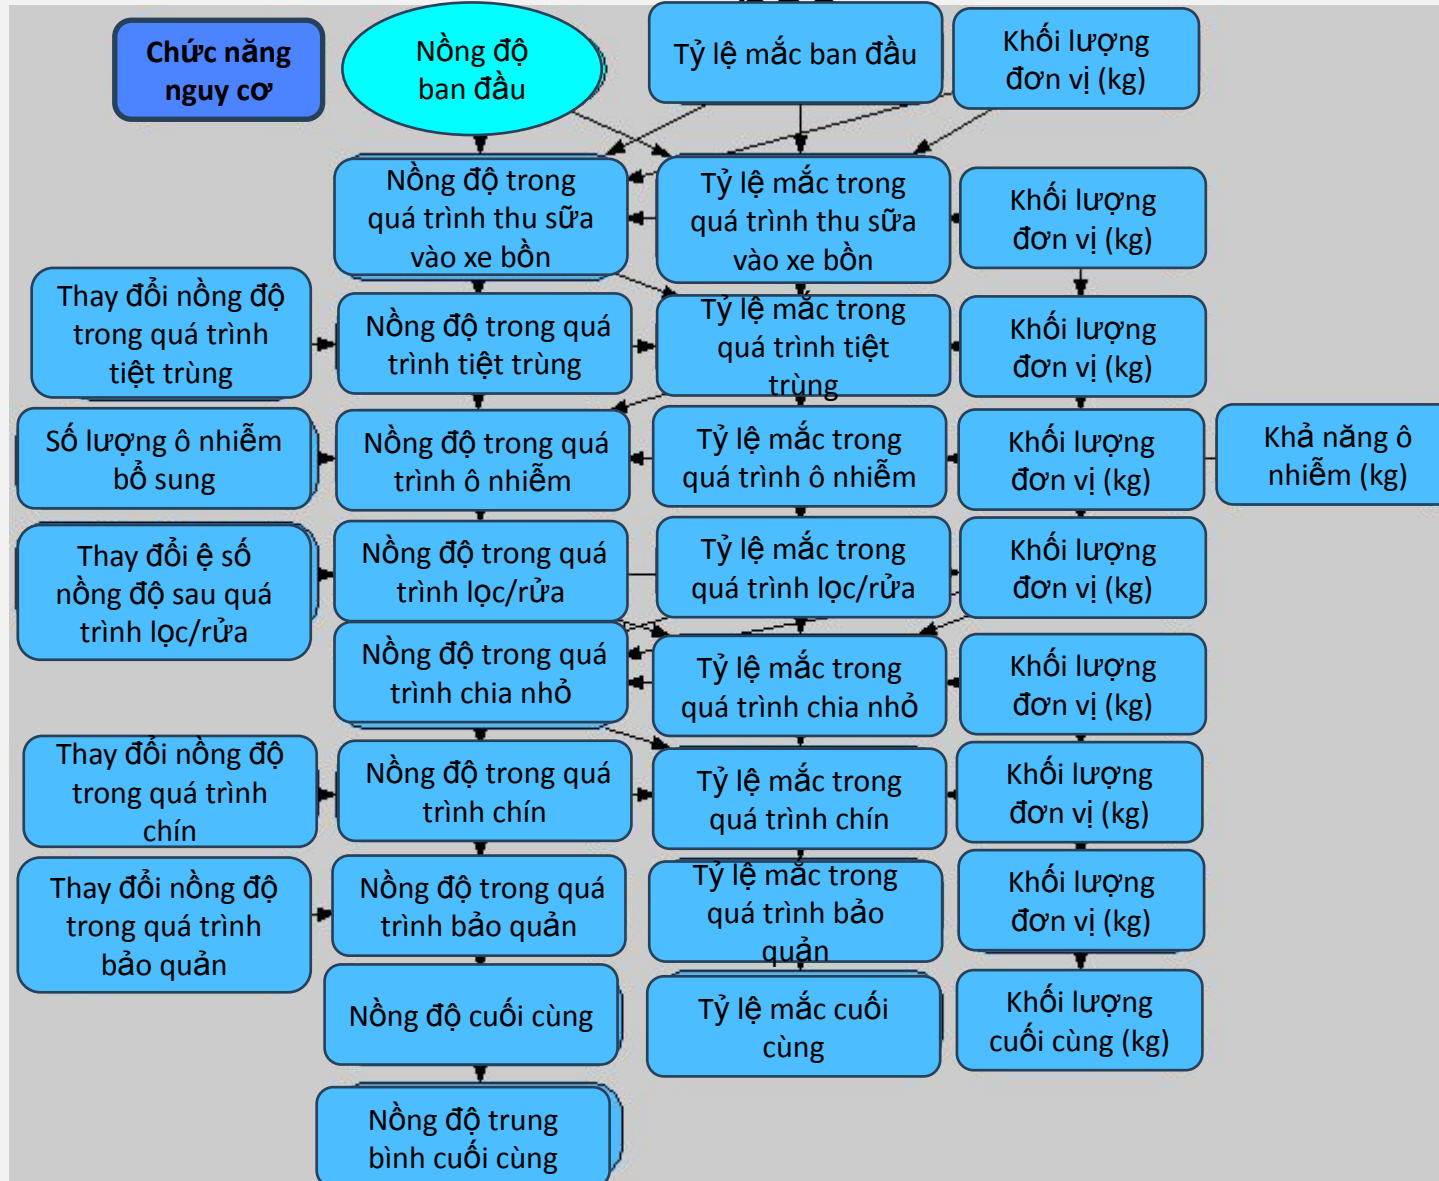 Chức năng
nguy cơ
Nồng độ
ban đầu
Tỷ lệ mắc ban đầu
Khối lượng
đơn vị (kg)
Nồng độ trong
quá trình thu sữa
vào xe bồn
Tỷ lệ mắc trong
quá trình thu sữa
vào xe bồn
Khối lượng
đơn vị (kg)
Thay đổi nồng độ
trong quá trình
tiệt trùng
Nồng độ trong quá
trình tiệt trùng
Tỷ lệ mắc trong
quá trình tiệt
trùng
Khối lượng
đơn vị (kg)
Số lượng ô nhiễm
bổ sung
Nồng độ trong quá
trình ô nhiễm
Tỷ lệ mắc trong
quá trình ô nhiễm
Khối lượng
đơn vị (kg)
Khả năng ô
nhiễm (kg)
Thay đổi ệ số
nồng độ sau quá
trình lọc/rửa
Nồng độ trong quá
trình lọc/rửa
Tỷ lệ mắc trong
quá trình lọc/rửa
Khối lượng
đơn vị (kg)
Nồng độ trong quá
trình chia nhỏ
Tỷ lệ mắc trong
quá trình chia nhỏ
Khối lượng
đơn vị (kg)
Thay đổi nồng độ
trong quá trình
chín
Nồng độ trong quá
trình chín
Tỷ lệ mắc trong
quá trình chín
Khối lượng
đơn vị (kg)
Thay đổi nồng độ
trong quá trình
bảo quản
Nồng độ trong quá
trình bảo quản
Tỷ lệ mắc trong
quá trình bảo
quản
Khối lượng
đơn vị (kg)
Nồng độ cuối cùng
Tỷ lệ mắc cuối
cùng
Khối lượng
cuối cùng (kg)
Nồng độ trung
bình cuối cùng